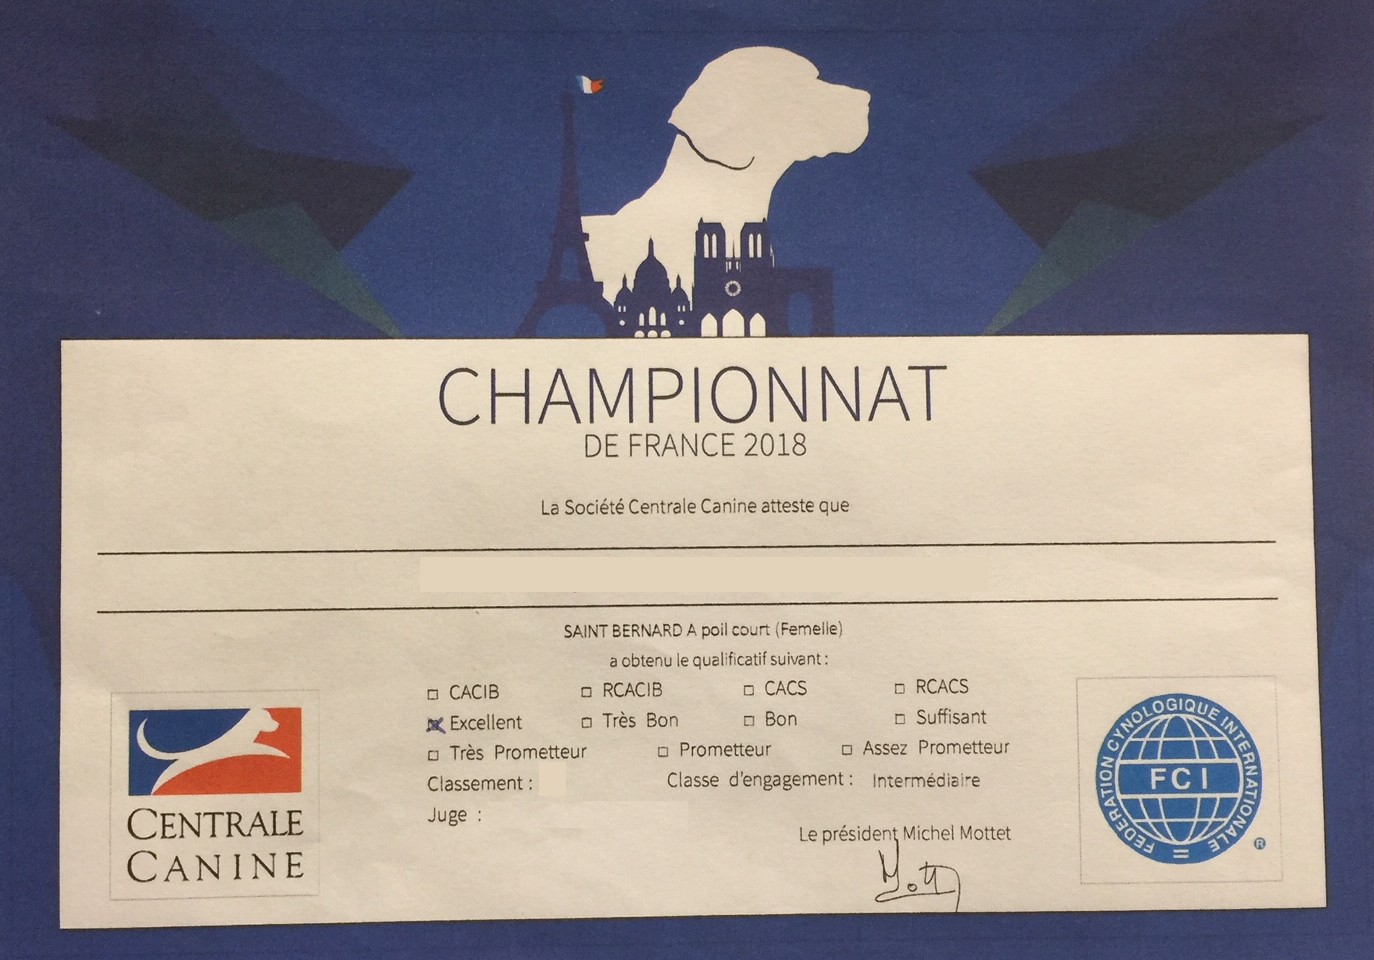 CHAMPIONNAT
DE FRANCE 2018
La Société Centrale Canine atteste que
SAINT BERNARD A poil court (Femelle)
a obtenu le qualificatif suivant :
CACIB RCACIB CACS RCACS
Excellent Très Bon Bon Suffisant
Très Prometteur Prometteur Assez Prometteur
Classement : Classe d'engagement : Intermédiaire
Juge :
Le président Michel Mottet
Mott
CENTRALE
CANINE
FEDERATION CYNOLOGIQUE INTERNATIONALE
FCI
®